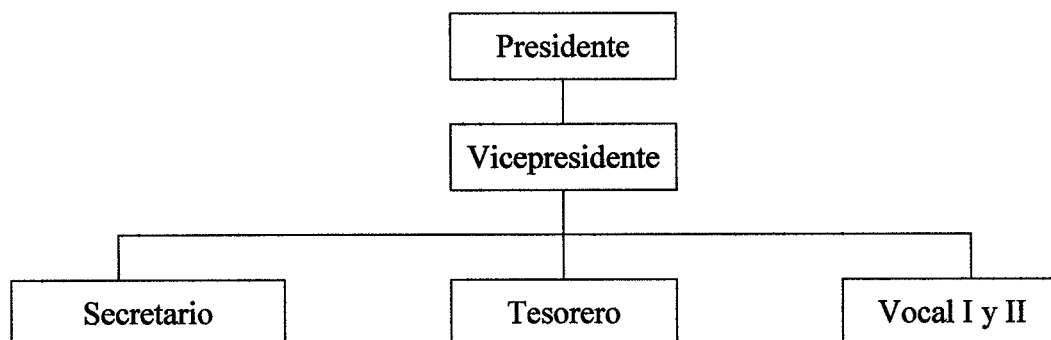 Presidente
Vicepresidente
Secretario
Tesorero
Vocal I y II